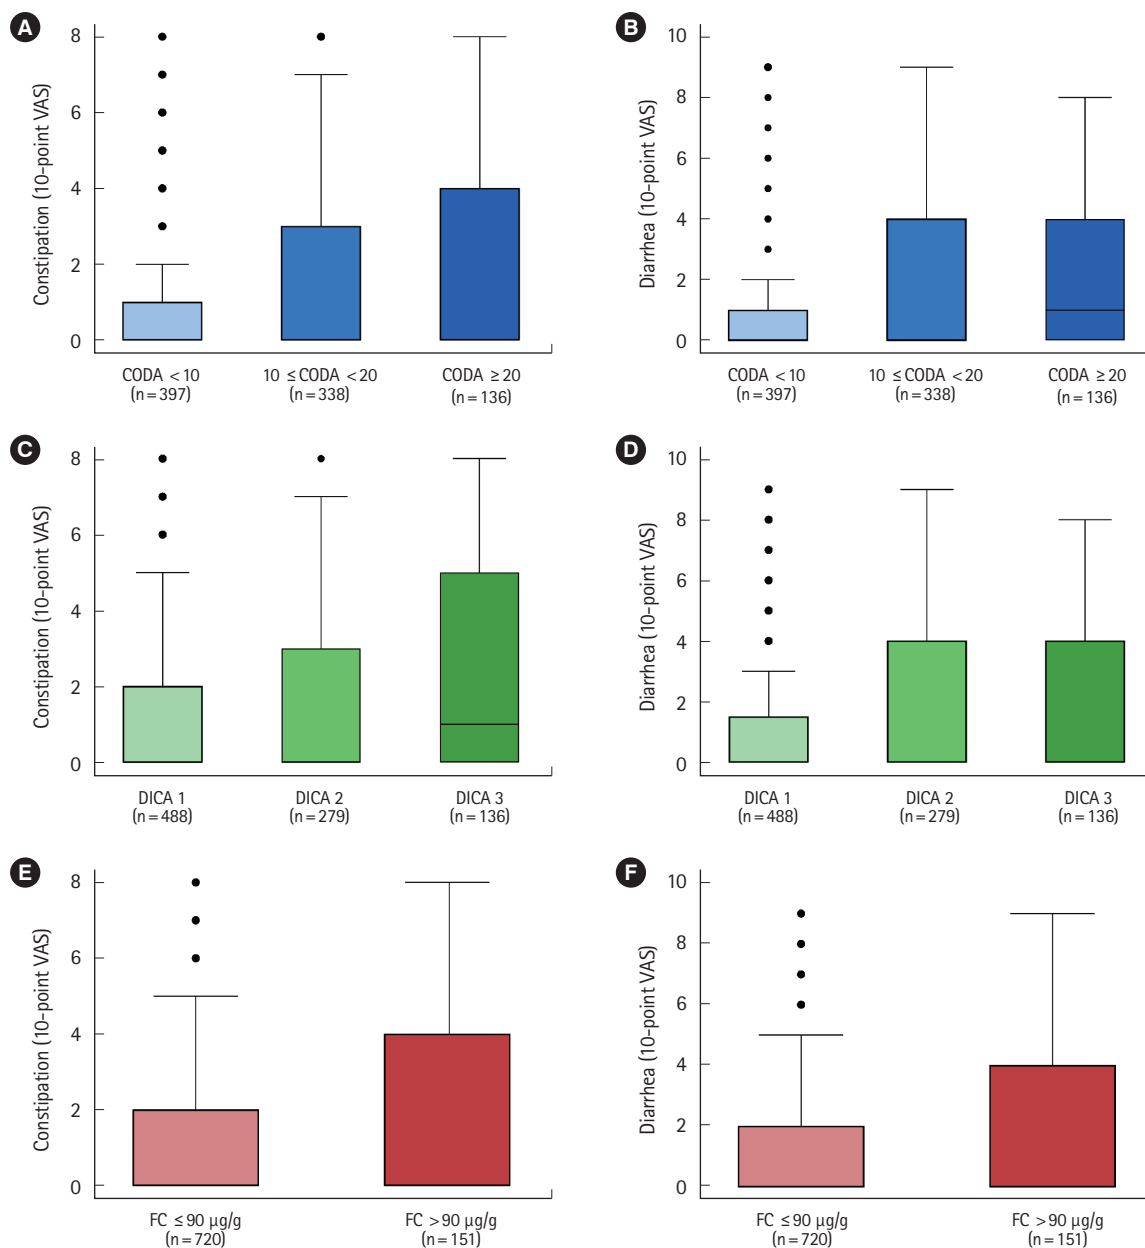 A
Constipation (10-point VAS)
8
6
4
2
0
CODA <10
(n=397)
10 ≤CODA <20
(n=338)
CODA ≥20
(n=136)
B
Diarrhea (10-point VAS)
10
8
6
4
2
0
CODA <10
(n=397)
10 ≤CODA <20
(n=338)
CODA ≥20
(n=136)
C
Constipation (10-point VAS)
8
6
4
2
0
DICA 1
(n=488)
DICA 2
(n=279)
DICA 3
(n=136)
D
Diarrhea (10-point VAS)
10
8
6
4
2
0
DICA 1
(n=488)
DICA 2
(n=279)
DICA 3
(n=136)
E
Constipation (10-point VAS)
8
6
4
2
0
FC ≤90 μg/g
(n=720)
FC >90 μg/g
(n=151)
F
Diarrhea (10-point VAS)
10
8
6
4
2
0
FC ≤90 μg/g
(n=720)
FC >90 μg/g
(n=151)